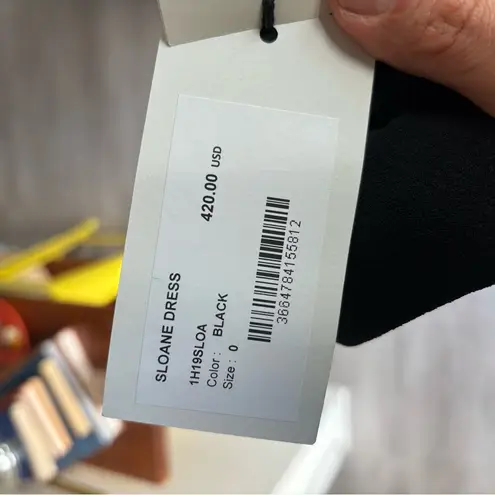 SLOANE DRESS
420.00 USD
1H19SLOA
Color : BLACK
Size : 0
3664784155812